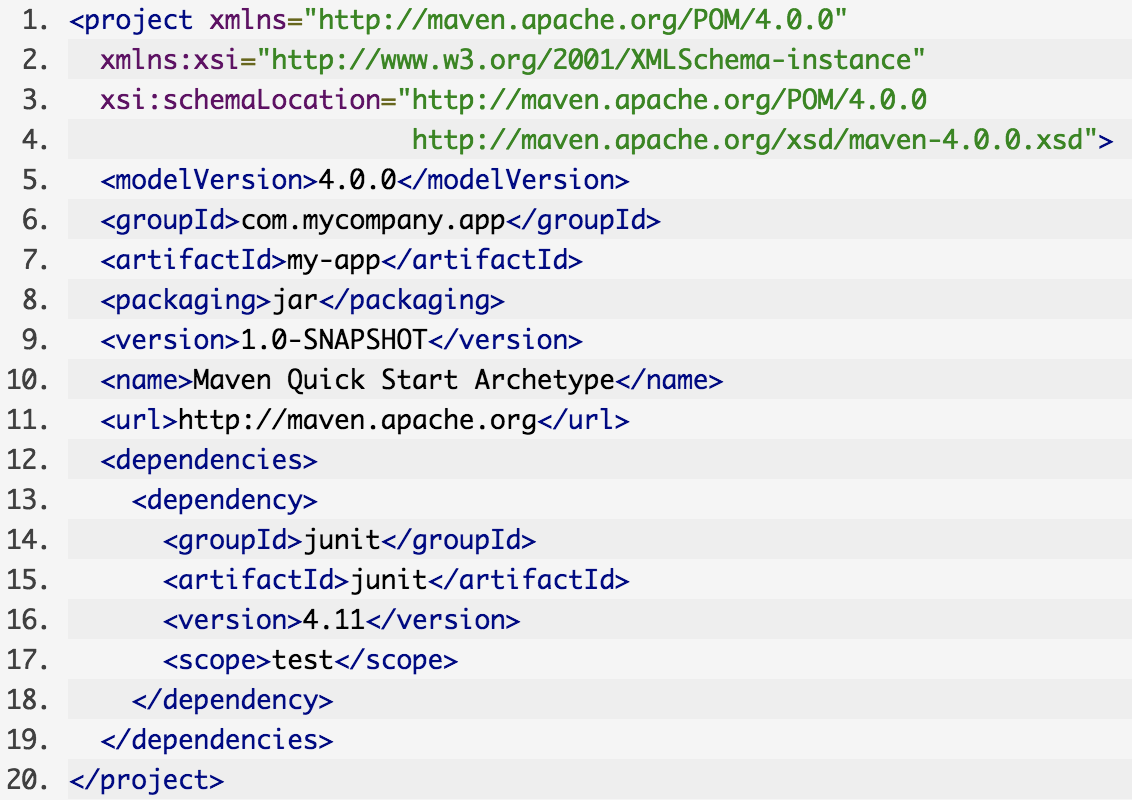 1. <project xmlns="http://maven.apache.org/POM/4.0.0"
2.   xmlns:xsi="http://www.w3.org/2001/XMLSchema-instance"
3.   xsi:schemaLocation="http://maven.apache.org/POM/4.0.0
4.                       http://maven.apache.org/xsd/maven-4.0.0.xsd">
5.   <modelVersion>4.0.0</modelVersion>
6.   <groupId>com.mycompany.app</groupId>
7.   <artifactId>my-app</artifactId>
8.   <packaging>jar</packaging>
9.   <version>1.0-SNAPSHOT</version>
10.   <name>Maven Quick Start Archetype</name>
11.   <url>http://maven.apache.org</url>
12.   <dependencies>
13.     <dependency>
14.       <groupId>junit</groupId>
15.       <artifactId>junit</artifactId>
16.       <version>4.11</version>
17.       <scope>test</scope>
18.     </dependency>
19.   </dependencies>
20. </project>